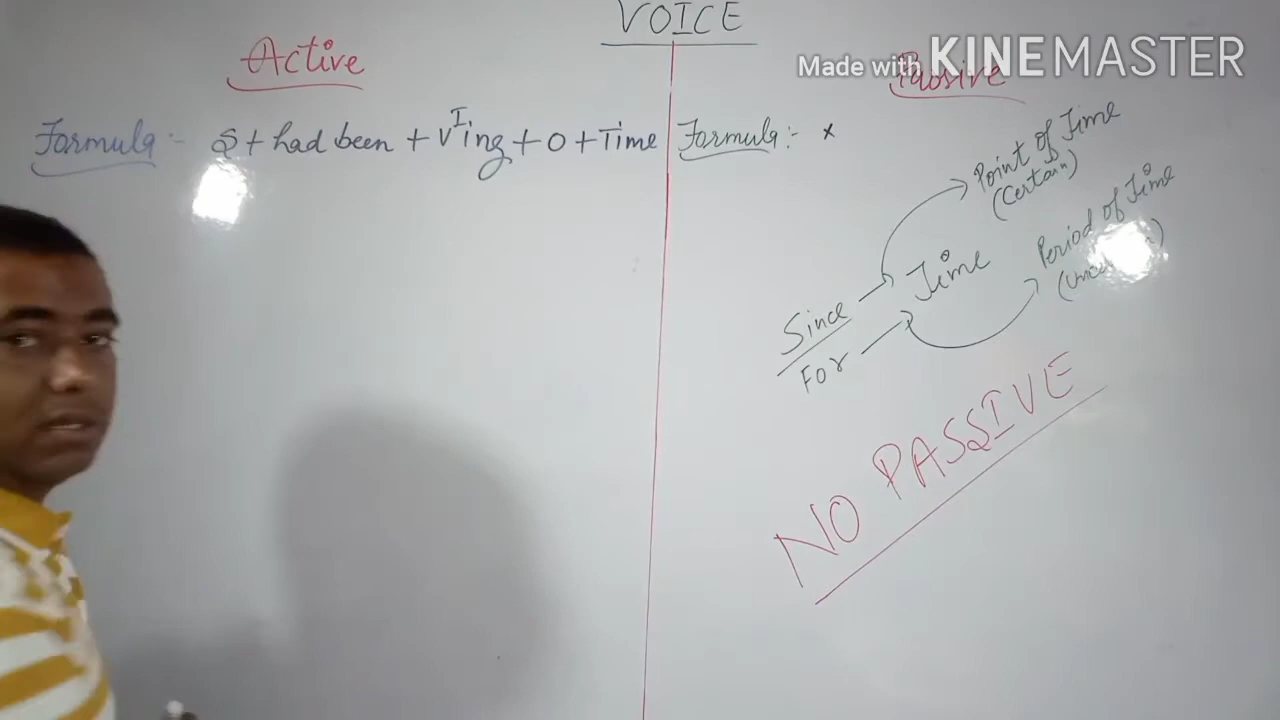 VOICE
Active
Passive
Made with KINEMASTER
Formula:- S + had been + V^I ing + O + Time
Formula:- ×
Point of Time
(Certain)
Period of Time
Since → Time
For →
NO PASSIVE